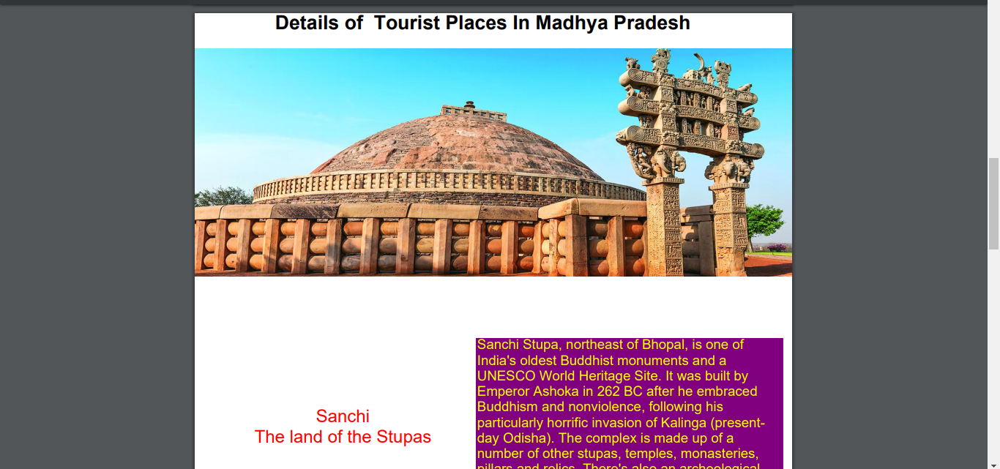 Details of  Tourist Places In Madhya Pradesh
Sanchi
The land of the Stupas
Sanchi Stupa, northeast of Bhopal, is one of
India's oldest Buddhist monuments and a
UNESCO World Heritage Site. It was built by
Emperor Ashoka in 262 BC after he embraced
Buddhism and nonviolence, following his
particularly horrific invasion of Kalinga (present-
day Odisha). The complex is made up of a
number of other stupas, temples, monasteries,
pillars and relics. There's also an archeological